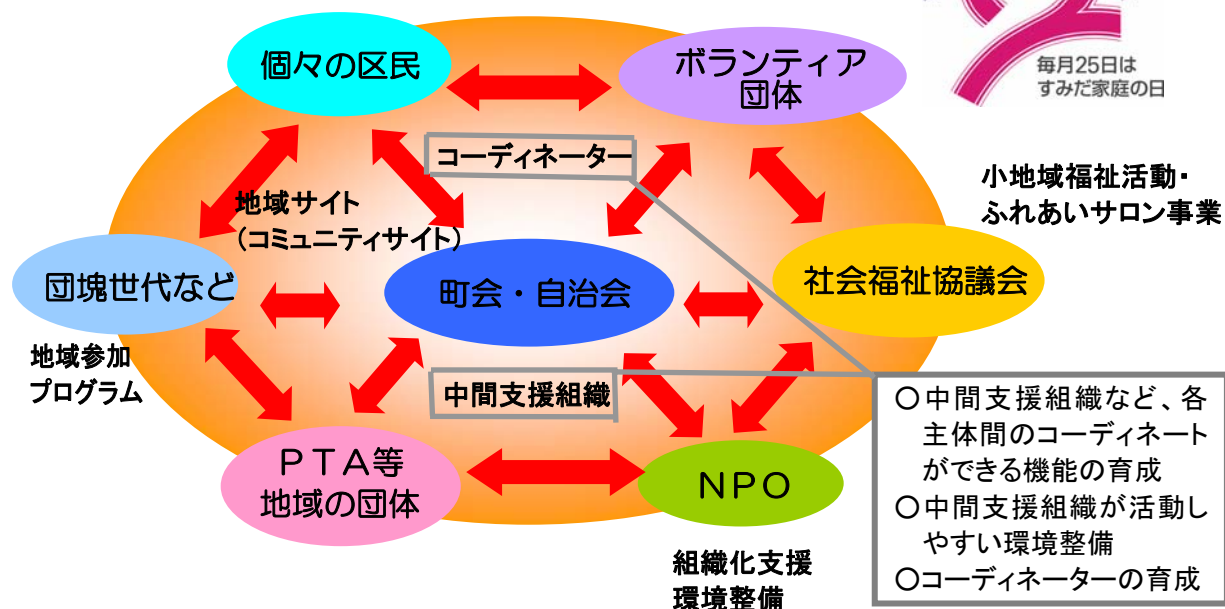 毎月25日は
すみだ家庭の日
個々の区民
ボランティア
団体
コーディネーター
小地域福祉活動・
ふれあいサロン事業
地域サイト
（コミュニティサイト）
団塊世代など
町会・自治会
社会福祉協議会
地域参加
プログラム
中間支援組織
○中間支援組織など、各
主体間のコーディネート
ができる機能の育成
○中間支援組織が活動し
やすい環境整備
○コーディネーターの育成
ＰＴＡ等
地域の団体
ＮＰＯ
組織化支援
環境整備